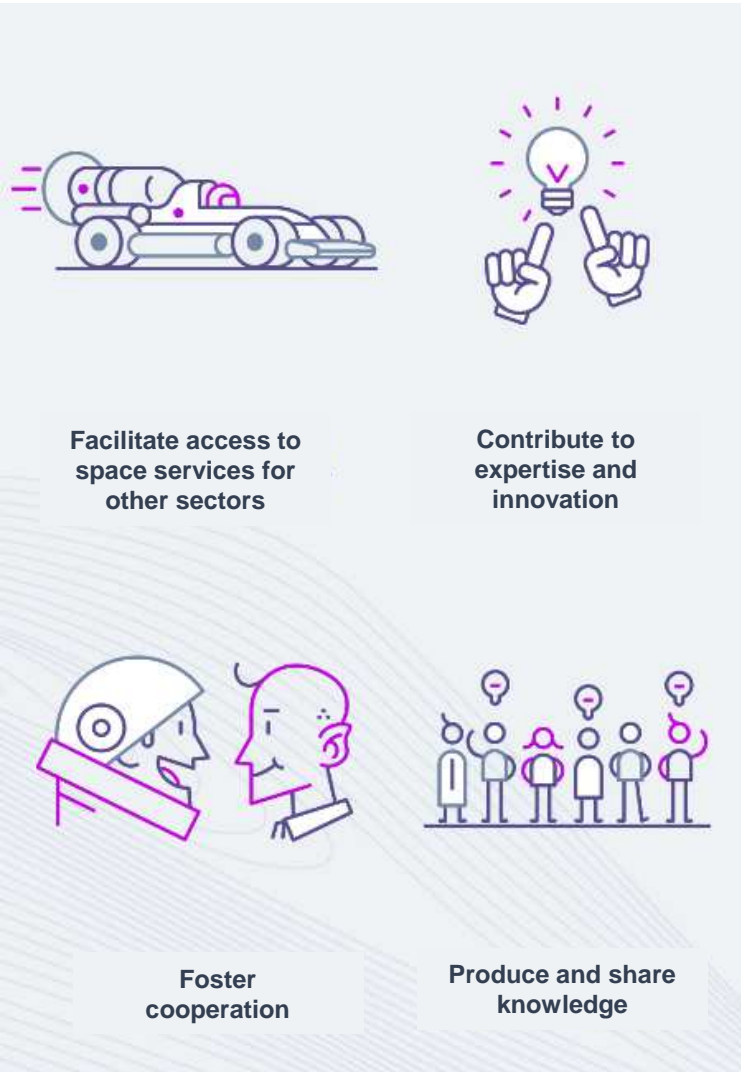 Facilitate access to
space services for
other sectors
Contribute to
expertise and
innovation
Foster
cooperation
Produce and share
knowledge